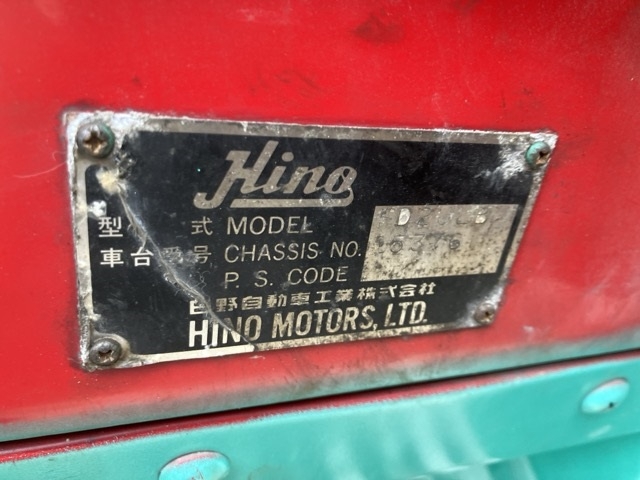 Hino
型 式 MODEL
車台番号 CHASSIS NO.
P. S. CODE
日野自動車工業株式会社
HINO MOTORS, LTD.